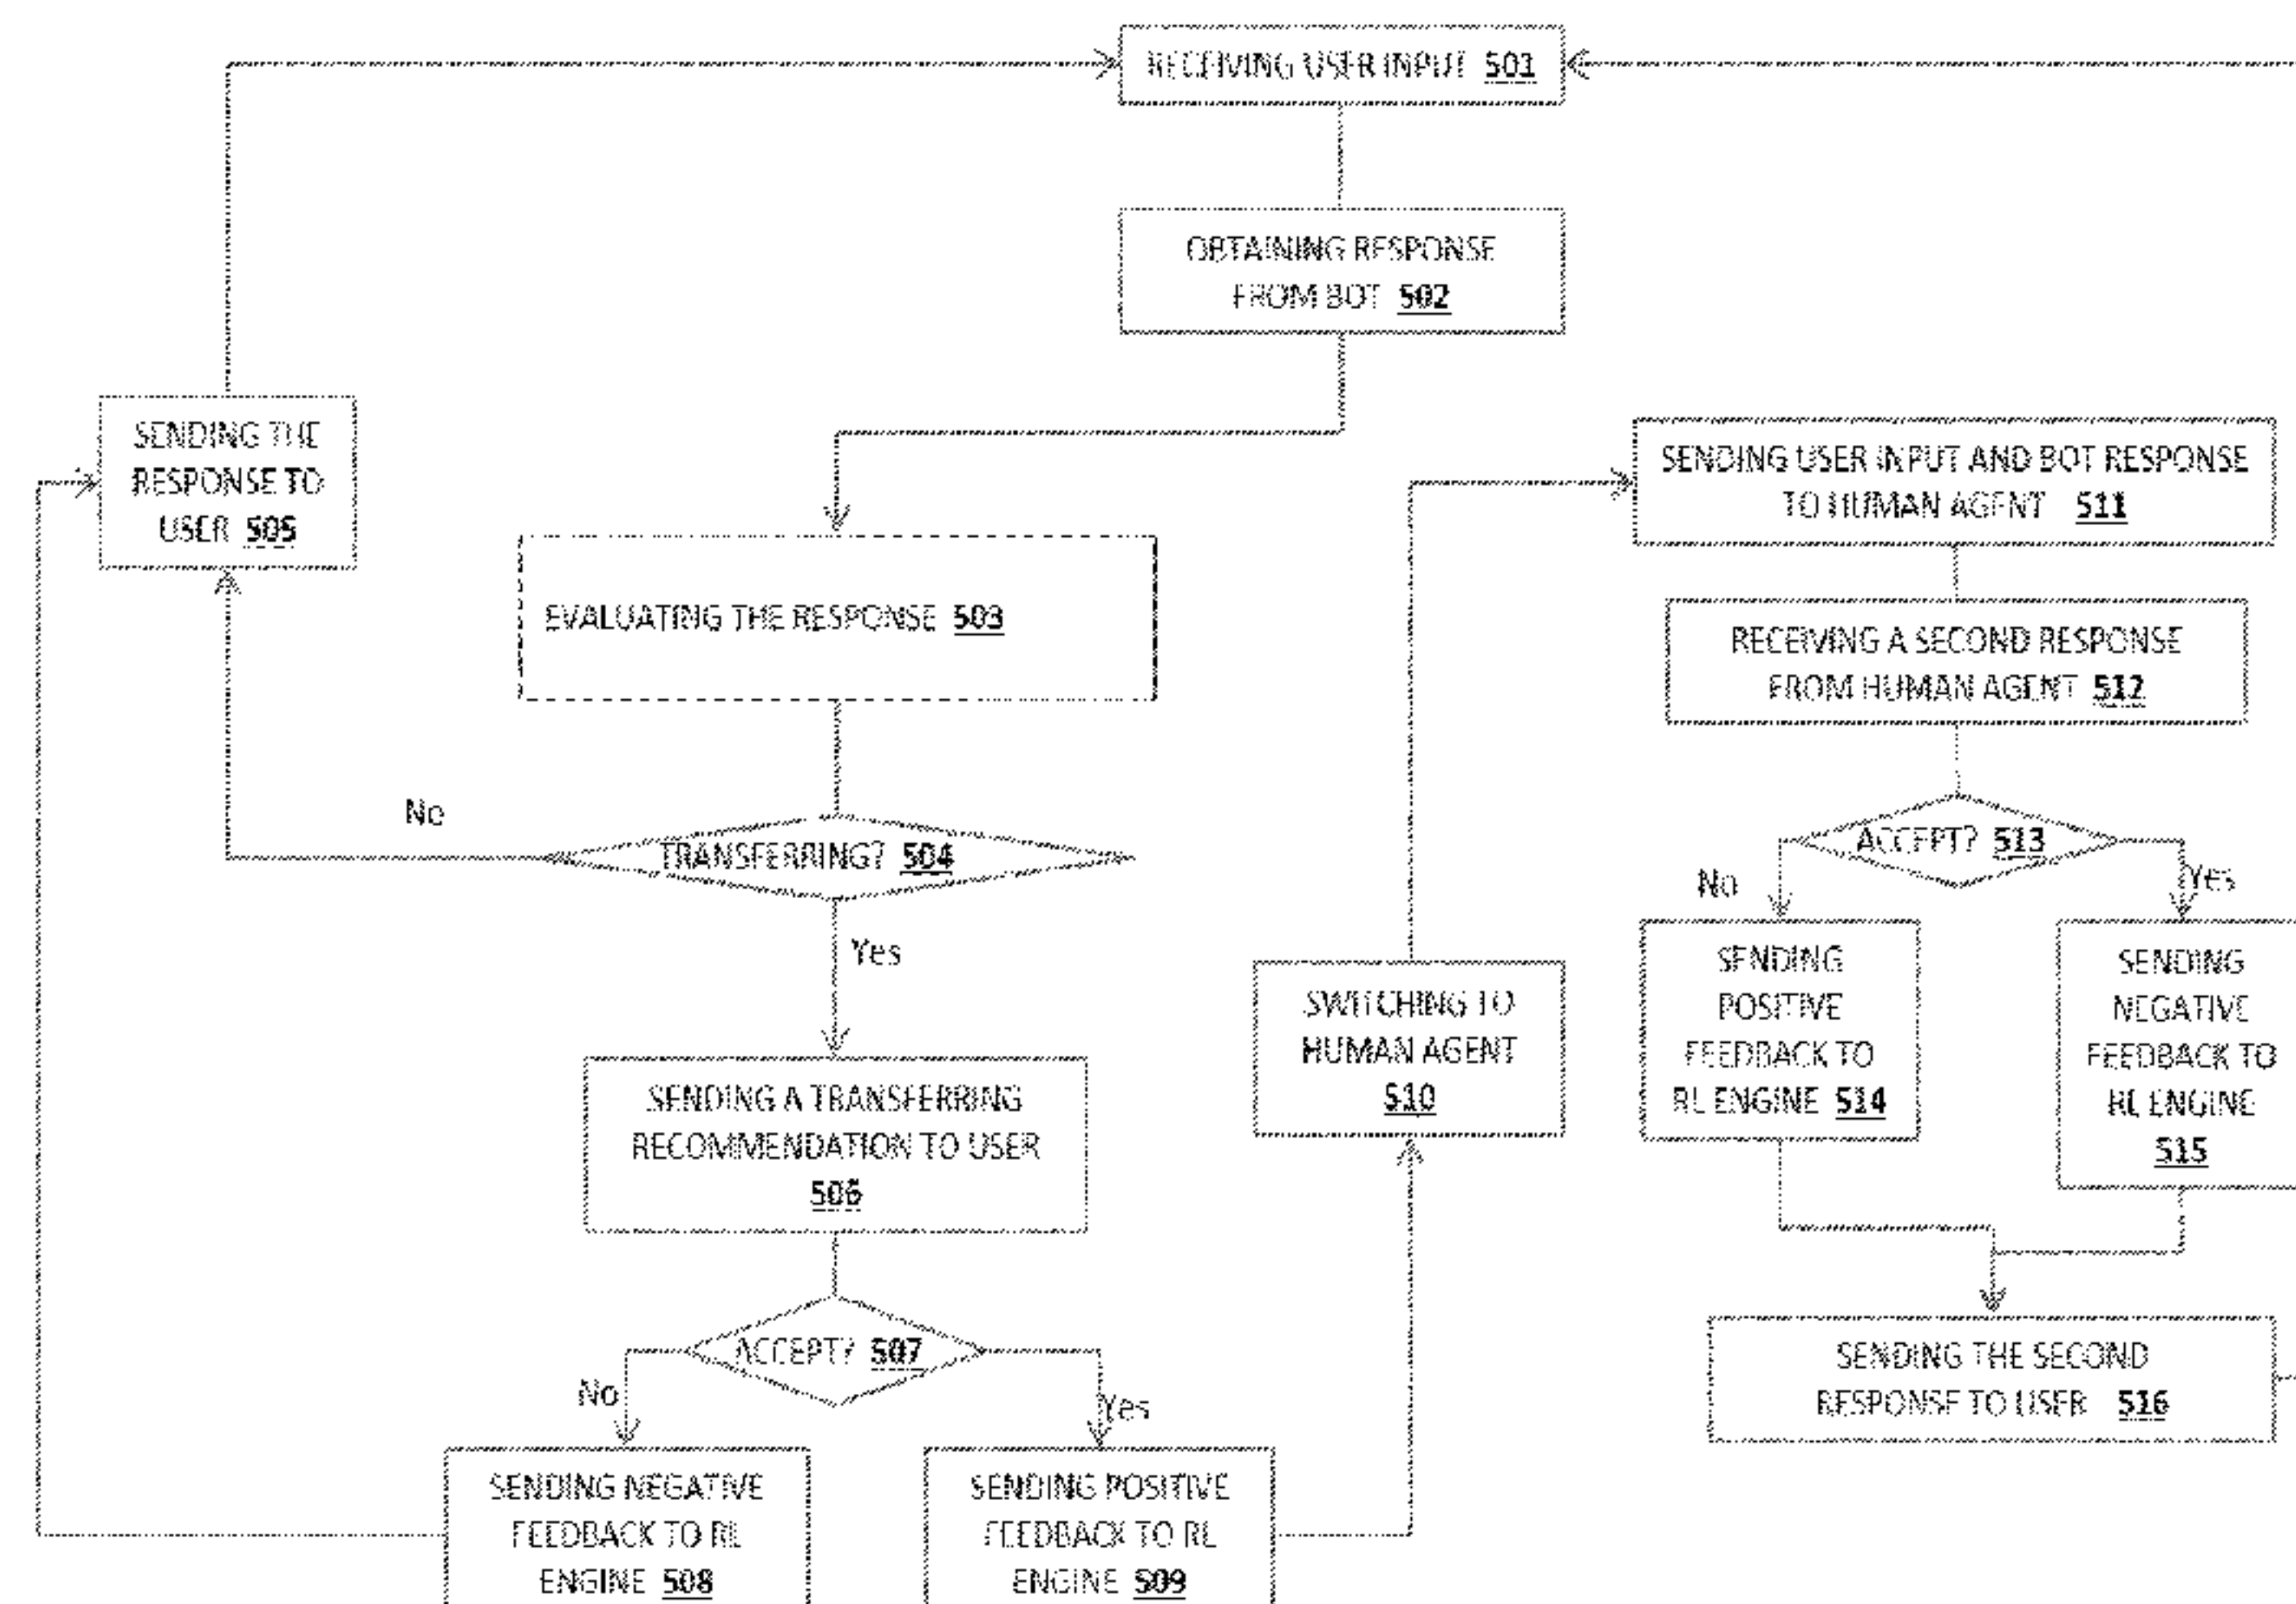 RECEIVING USER INPUT 501
OBTAINING RESPONSE
FROM BOT 502
SENDING THE
RESPONSE TO
USER 505
EVALUATING THE RESPONSE 503
No
TRANSFERRING? 504
Yes
SENDING A TRANSFERRING
RECOMMENDATION TO USER
506
ACCEPT? 507
No
Yes
SENDING NEGATIVE
FEEDBACK TO RL
ENGINE 508
SENDING POSITIVE
FEEDBACK TO RL
ENGINE 509
SWITCHING TO
HUMAN AGENT
510
SENDING USER INPUT AND BOT RESPONSE
TO HUMAN AGENT 511
RECEIVING A SECOND RESPONSE
FROM HUMAN AGENT 512
ACCEPT? 513
No
Yes
SENDING
POSITIVE
FEEDBACK TO
RL ENGINE 514
SENDING
NEGATIVE
FEEDBACK TO
RL ENGINE
515
SENDING THE SECOND
RESPONSE TO USER 516